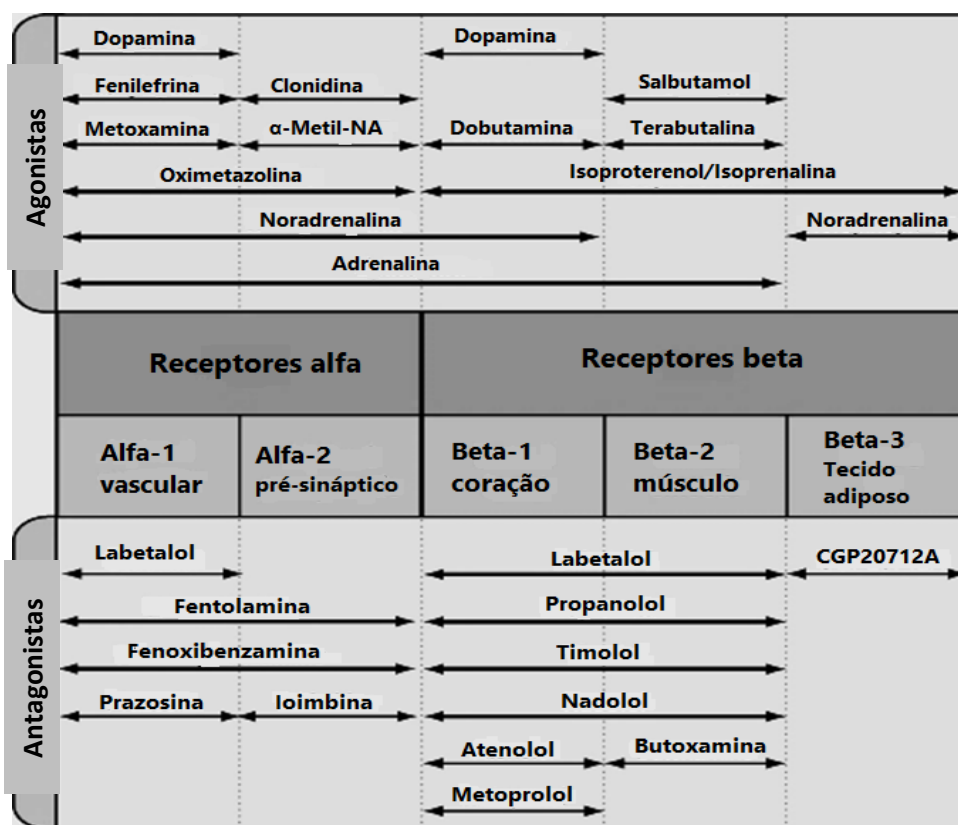 Agonistas
Dopamina Dopamina
Fenilefrina Clonidina Salbutamol
Metoxamina α-Metil-NA Dobutamina Terabutalina
Oximetazolina Isoproterenol/Isoprenalina
Noradrenalina Noradrenalina
Adrenalina
Receptores alfa Receptores beta
Alfa-1
vascular
Alfa-2
pré-sináptico
Beta-1
coração
Beta-2
músculo
Beta-3
Tecido
adiposo
Antagonistas
Labetalol Labetalol CGP20712A
Fentolamina Propanolol
Fenoxibenzamina Timolol
Prazosina Ioimbina Nadolol
Atenolol Butoxamina
Metoprolol